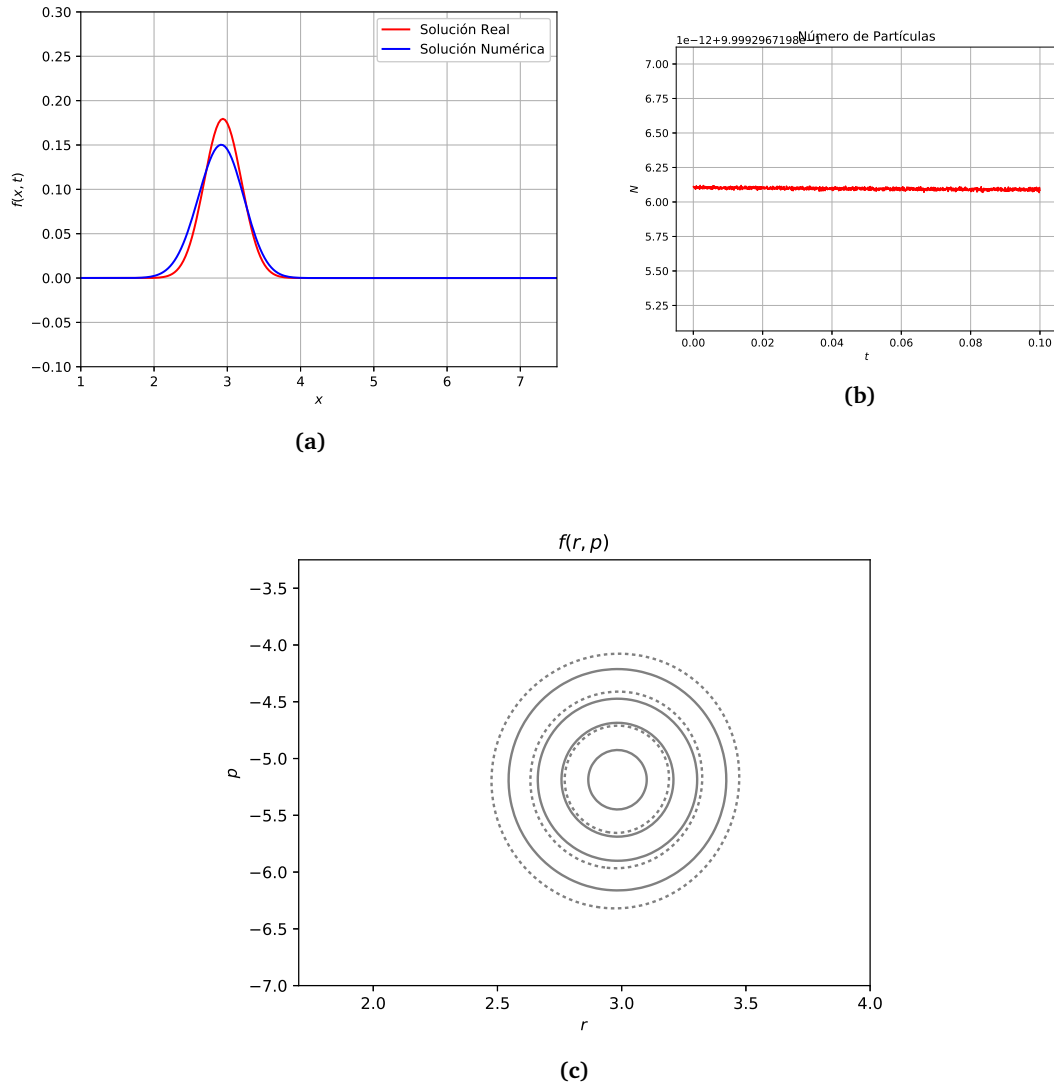 0.30
0.25
0.20
0.15
0.10
0.05
0.00
−0.05
−0.10
f(x, t)
1 2 3 4 5 6 7
x
Solución Real
Solución Numérica
(a)
1e−12+9.9992967198e−1
Número de Partículas
7.00
6.75
6.50
6.25
6.00
5.75
5.50
5.25
N
0.00 0.02 0.04 0.06 0.08 0.10
t
(b)
f(r, p)
−3.5
−4.0
−4.5
−5.0
−5.5
−6.0
−6.5
−7.0
p
2.0 2.5 3.0 3.5 4.0
r
(c)